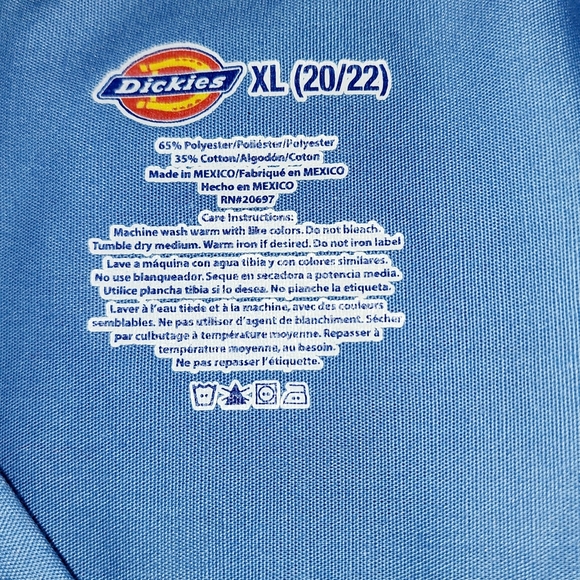 Dickies XL (20/22)
65% Polyester/Poliéster/Polyester
35% Cotton/Algodón/Coton
Made in MEXICO/Fabriqué en MEXICO
Hecho en MEXICO
RN#20697
Care Instructions:
Machine wash warm with like colors. Do not bleach.
Tumble dry medium. Warm iron if desired. Do not iron label
Lave a máquina con agua tibia y con colores similares.
No use blanqueador. Seque en secadora a potencia media.
Utilice plancha tibia si lo desea. No planche la etiqueta.
Laver à l'eau tiède et à la machine, avec des couleurs
semblables. Ne pas utiliser d'agent de blanchiment. Sécher
par culbutage à température moyenne. Repasser à
température moyenne, au besoin.
Ne pas repasser l'étiquette.